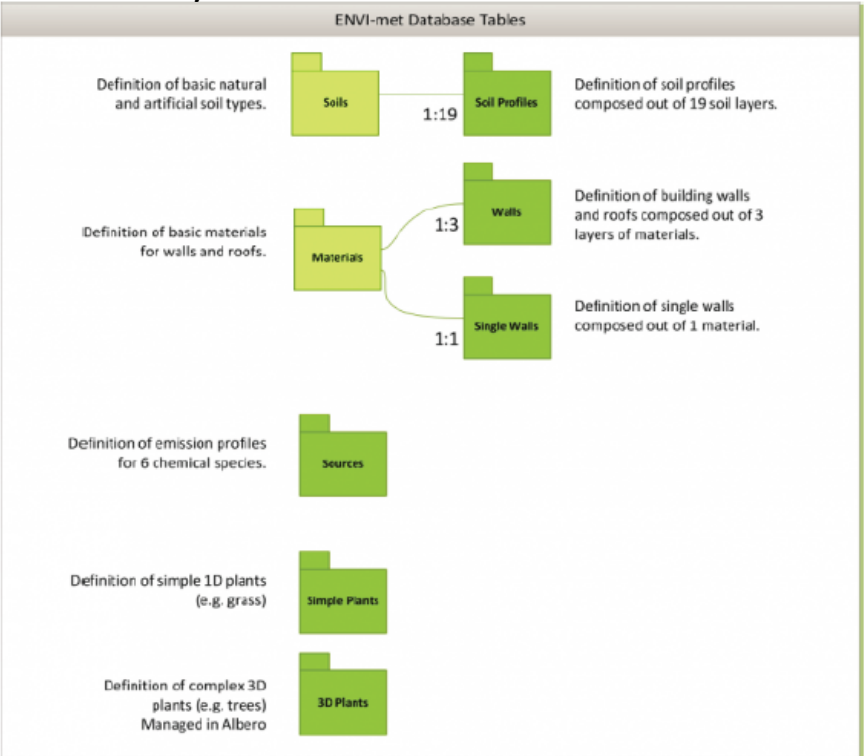 ENVI-met Database Tables
Definition of basic natural
and artificial soil types.
Soils
1:19
Soil Profiles
Definition of soil profiles
composed out of 19 soil layers.
Definition of basic materials
for walls and roofs.
Materials
1:3
Walls
Definition of building walls
and roofs composed out of 3
layers of materials.
1:1
Single Walls
Definition of single walls
composed out of 1 material.
Definition of emission profiles
for 6 chemical species.
Sources
Definition of simple 1D plants
(e.g. grass)
Simple Plants
Definition of complex 3D
plants (e.g. trees)
Managed in Albero
3D Plants